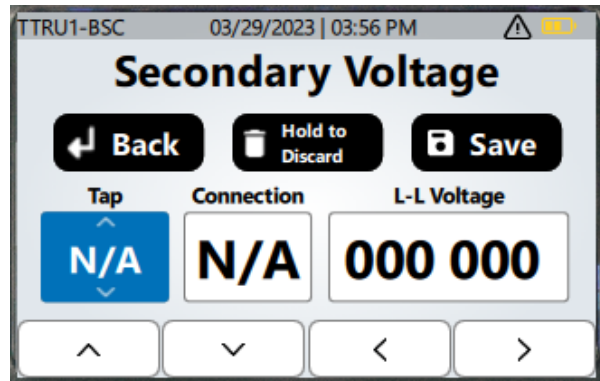 TTRU1-BSC 03/29/2023 | 03:56 PM
Secondary Voltage
Back
Hold to
Discard
Save
Tap Connection L-L Voltage
N/A N/A 000 000